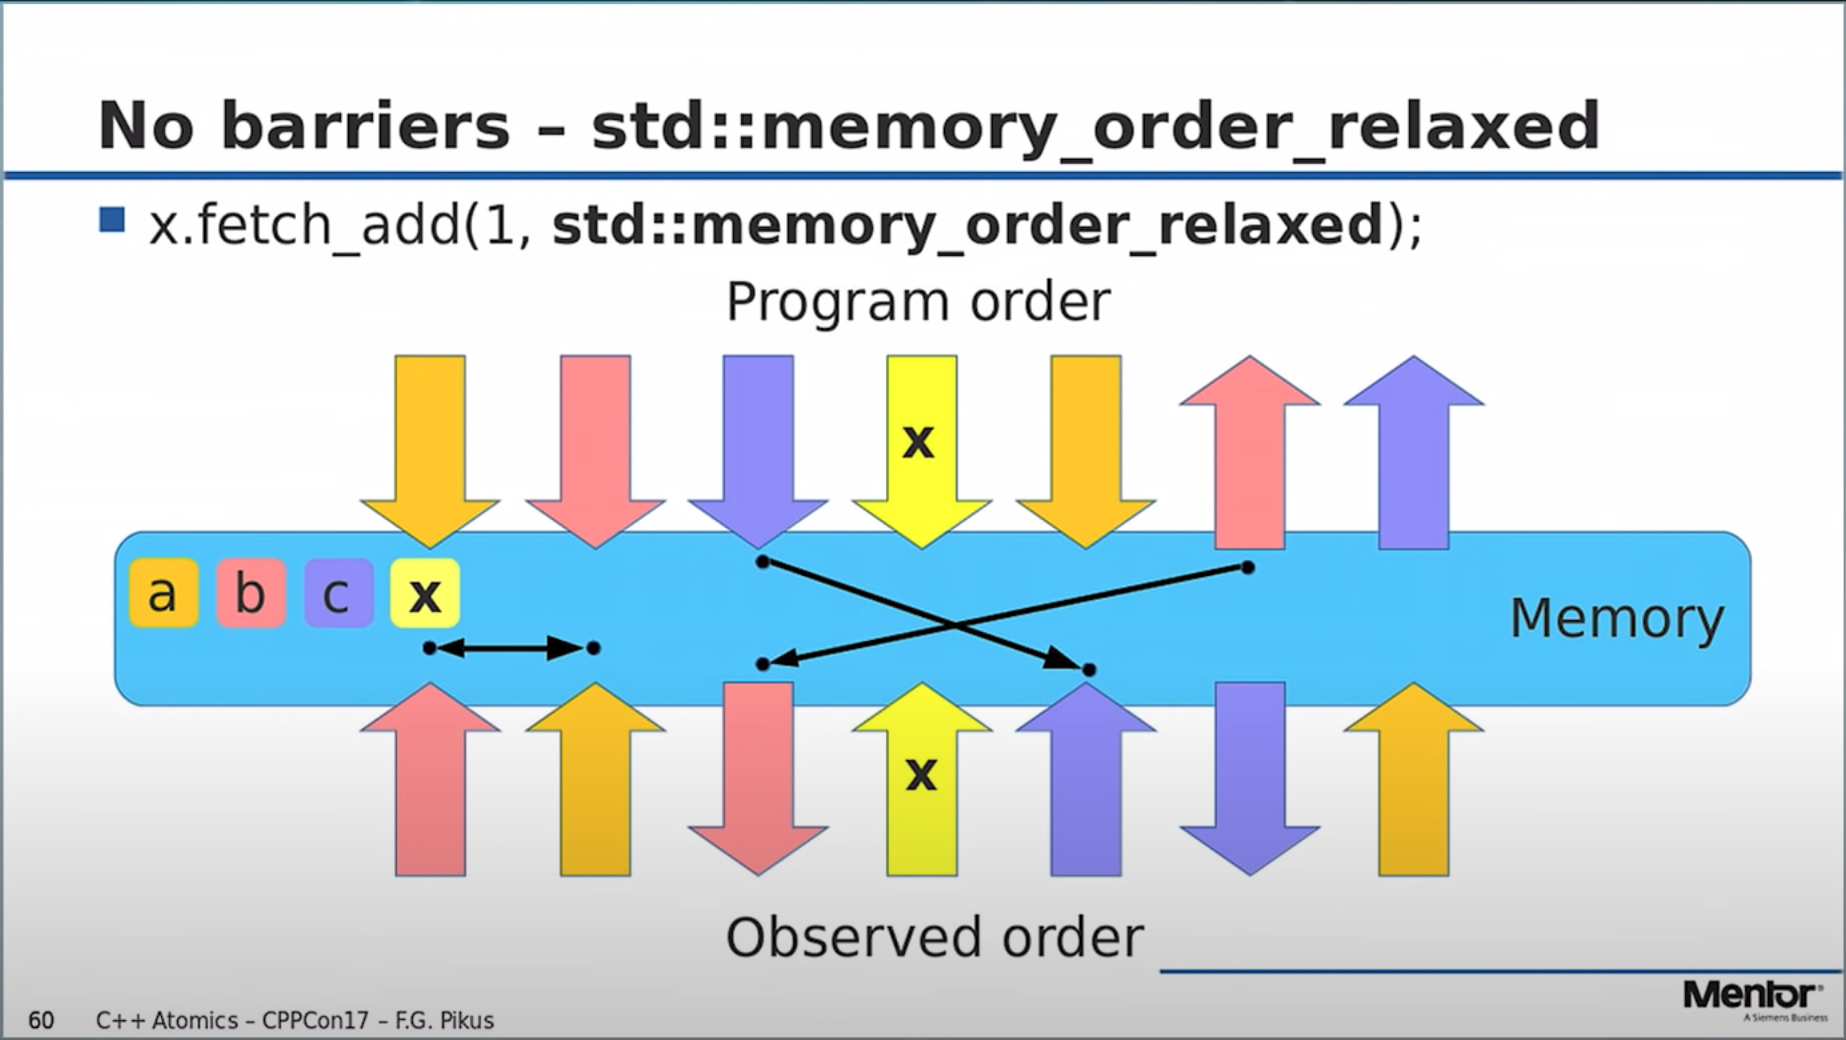 No barriers – std::memory_order_relaxed
x.fetch_add(1, std::memory_order_relaxed);
Program order
x
a b c x
Memory
x
Observed order
Mentor®
A Siemens Business
60 C++ Atomics – CPPCon17 – F.G. Pikus